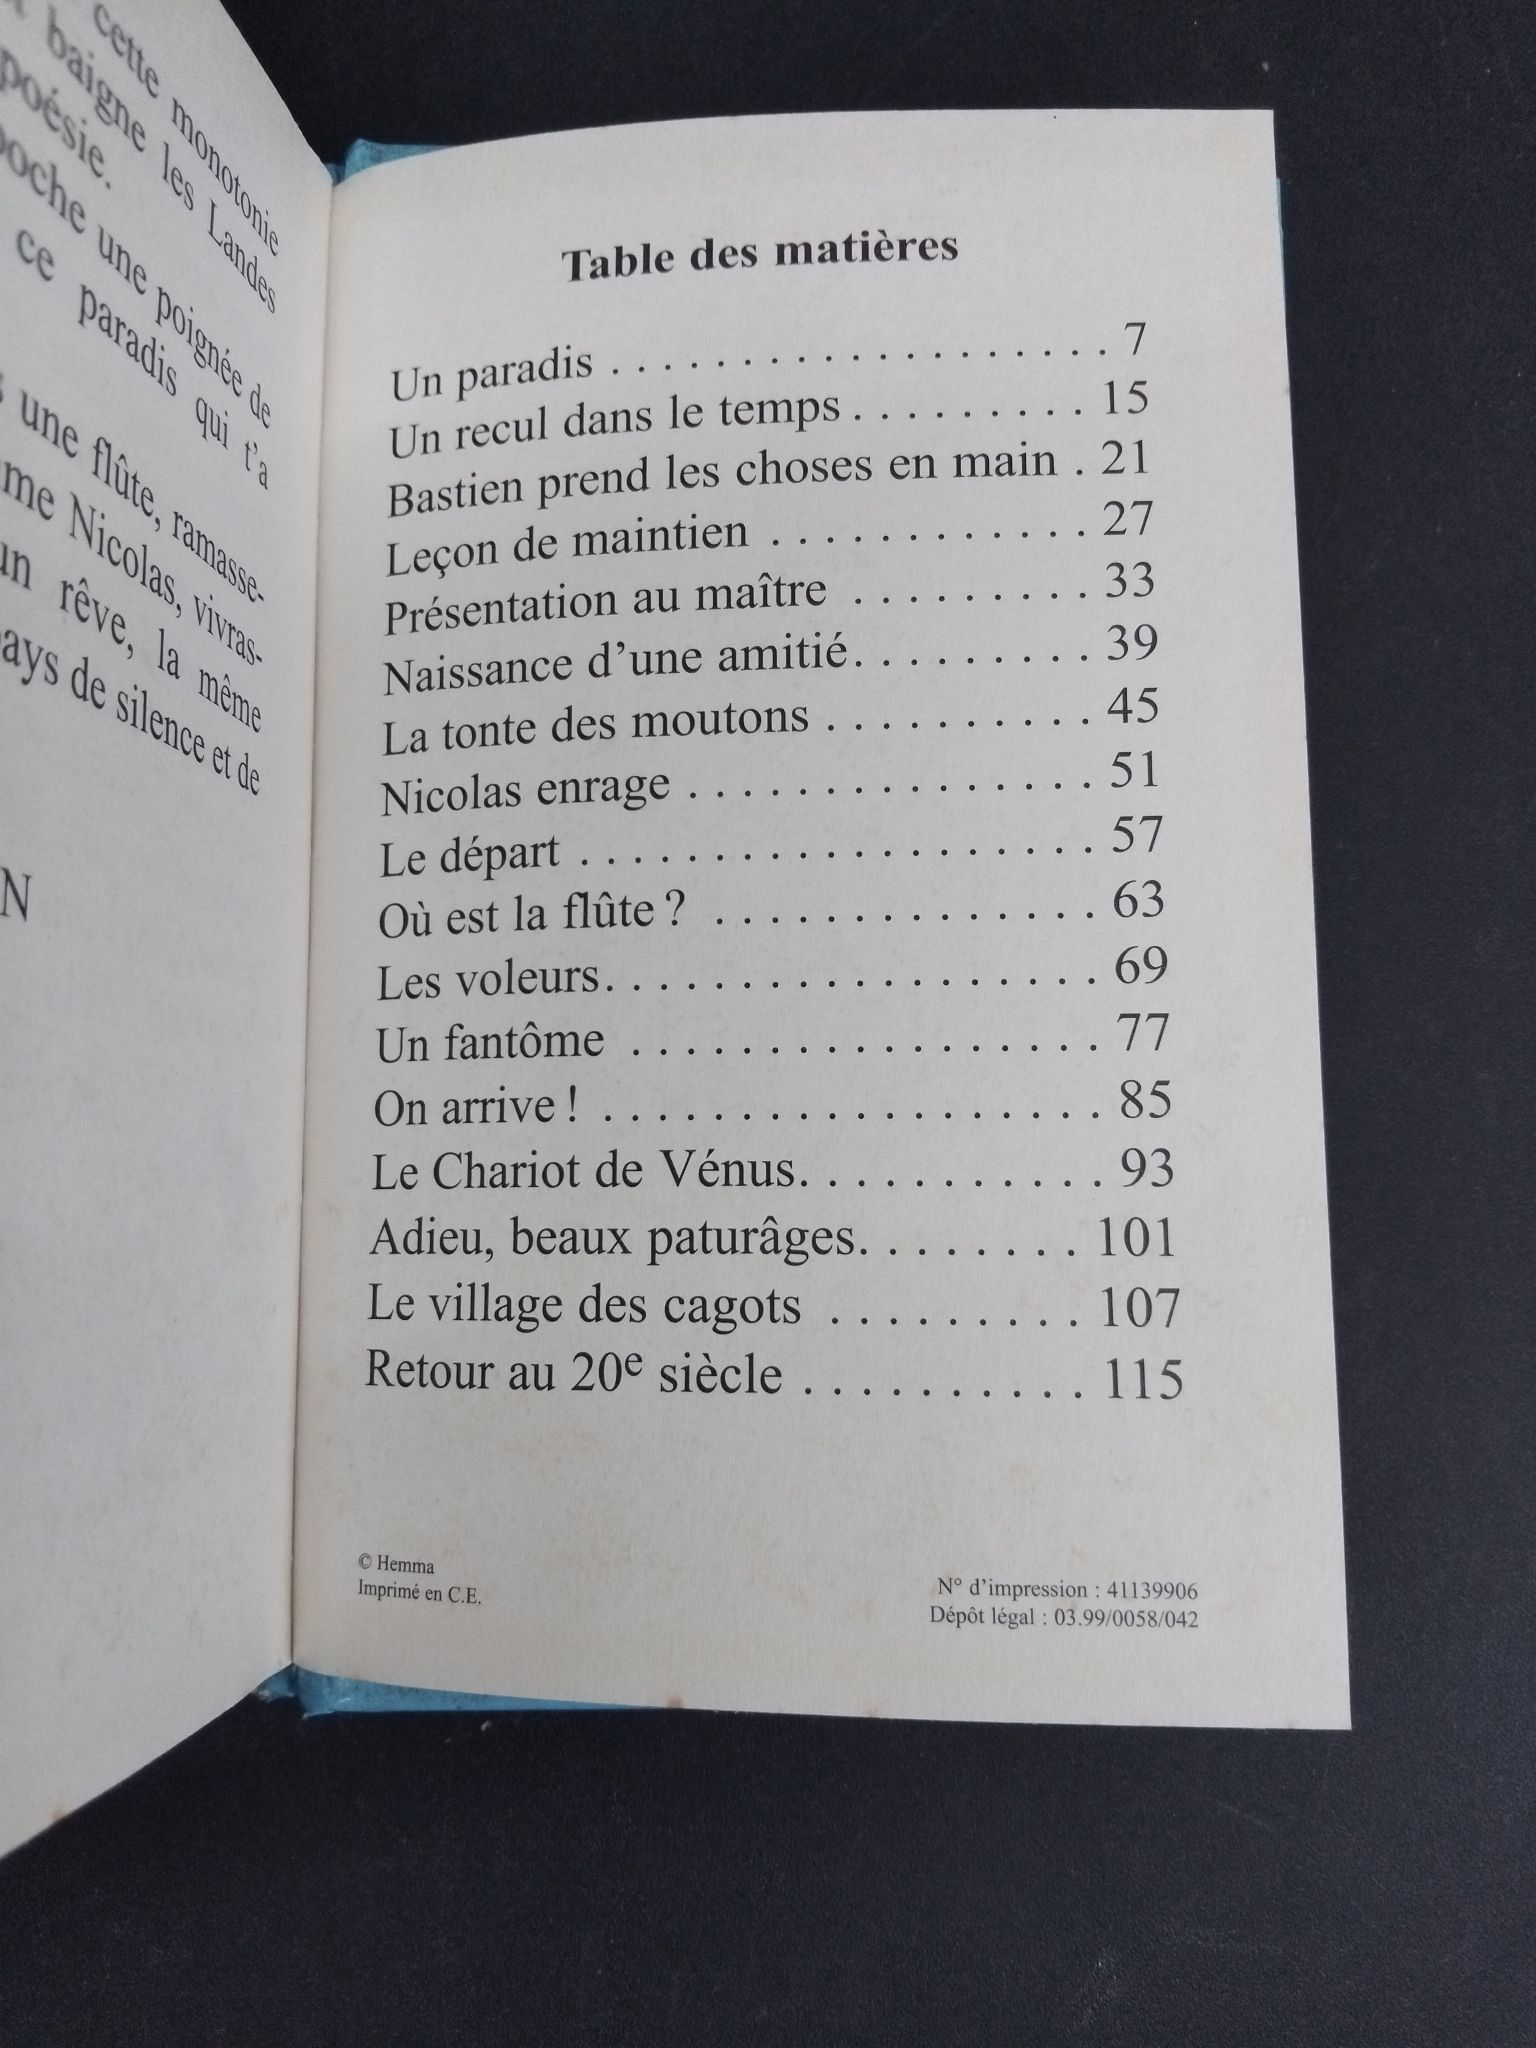 cette monotonie
baigne les Landes
poésie.
poche une poignée de
ce paradis qui t'a
une flûte, ramasse-
Nicolas, vivras-
un rêve, la même
pays de silence et de
N
Table des matières
Un paradis . . . . . . . . . . . . . . . . . . . 7
Un recul dans le temps . . . . . . . . . 15
Bastien prend les choses en main . 21
Leçon de maintien . . . . . . . . . . . . 27
Présentation au maître . . . . . . . . . 33
Naissance d'une amitié. . . . . . . . . 39
La tonte des moutons . . . . . . . . . . 45
Nicolas enrage . . . . . . . . . . . . . . . 51
Le départ . . . . . . . . . . . . . . . . . . . 57
Où est la flûte ? . . . . . . . . . . . . . . 63
Les voleurs. . . . . . . . . . . . . . . . . . 69
Un fantôme . . . . . . . . . . . . . . . . . . 77
On arrive ! . . . . . . . . . . . . . . . . . . . 85
Le Chariot de Vénus. . . . . . . . . . . . 93
Adieu, beaux paturâges. . . . . . . . 101
Le village des cagots . . . . . . . . . . 107
Retour au 20e siècle . . . . . . . . . . . 115
© Hemma
Imprimé en C.E.
N° d'impression : 41139906
Dépôt légal : 03.99/0058/042